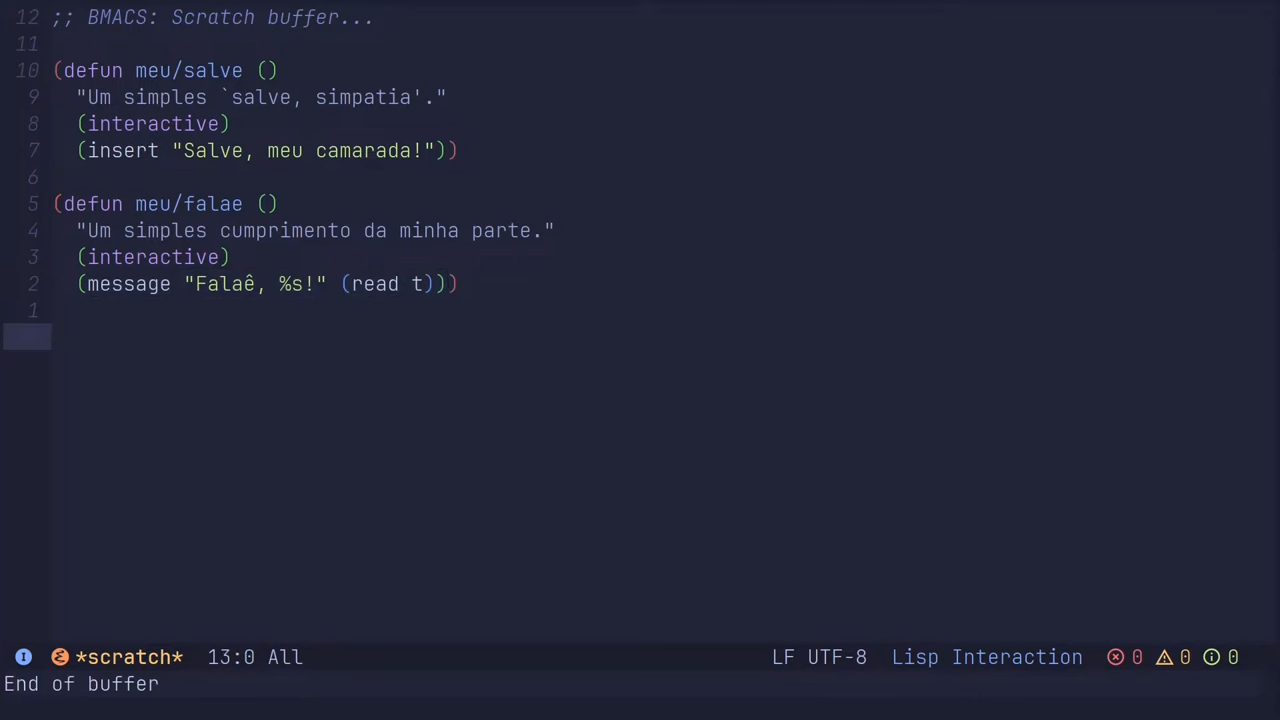 12 ;; BMACS: Scratch buffer...
11
10 (defun meu/salve ()
9 "Um simples `salve, simpatia'."
8 (interactive)
7 (insert "Salve, meu camarada!"))
6
5 (defun meu/falae ()
4 "Um simples cumprimento da minha parte."
3 (interactive)
2 (message "Falaê, %s!" (read t)))
1
*scratch* 13:0 All LF UTF-8 Lisp Interaction 0 0 0
End of buffer